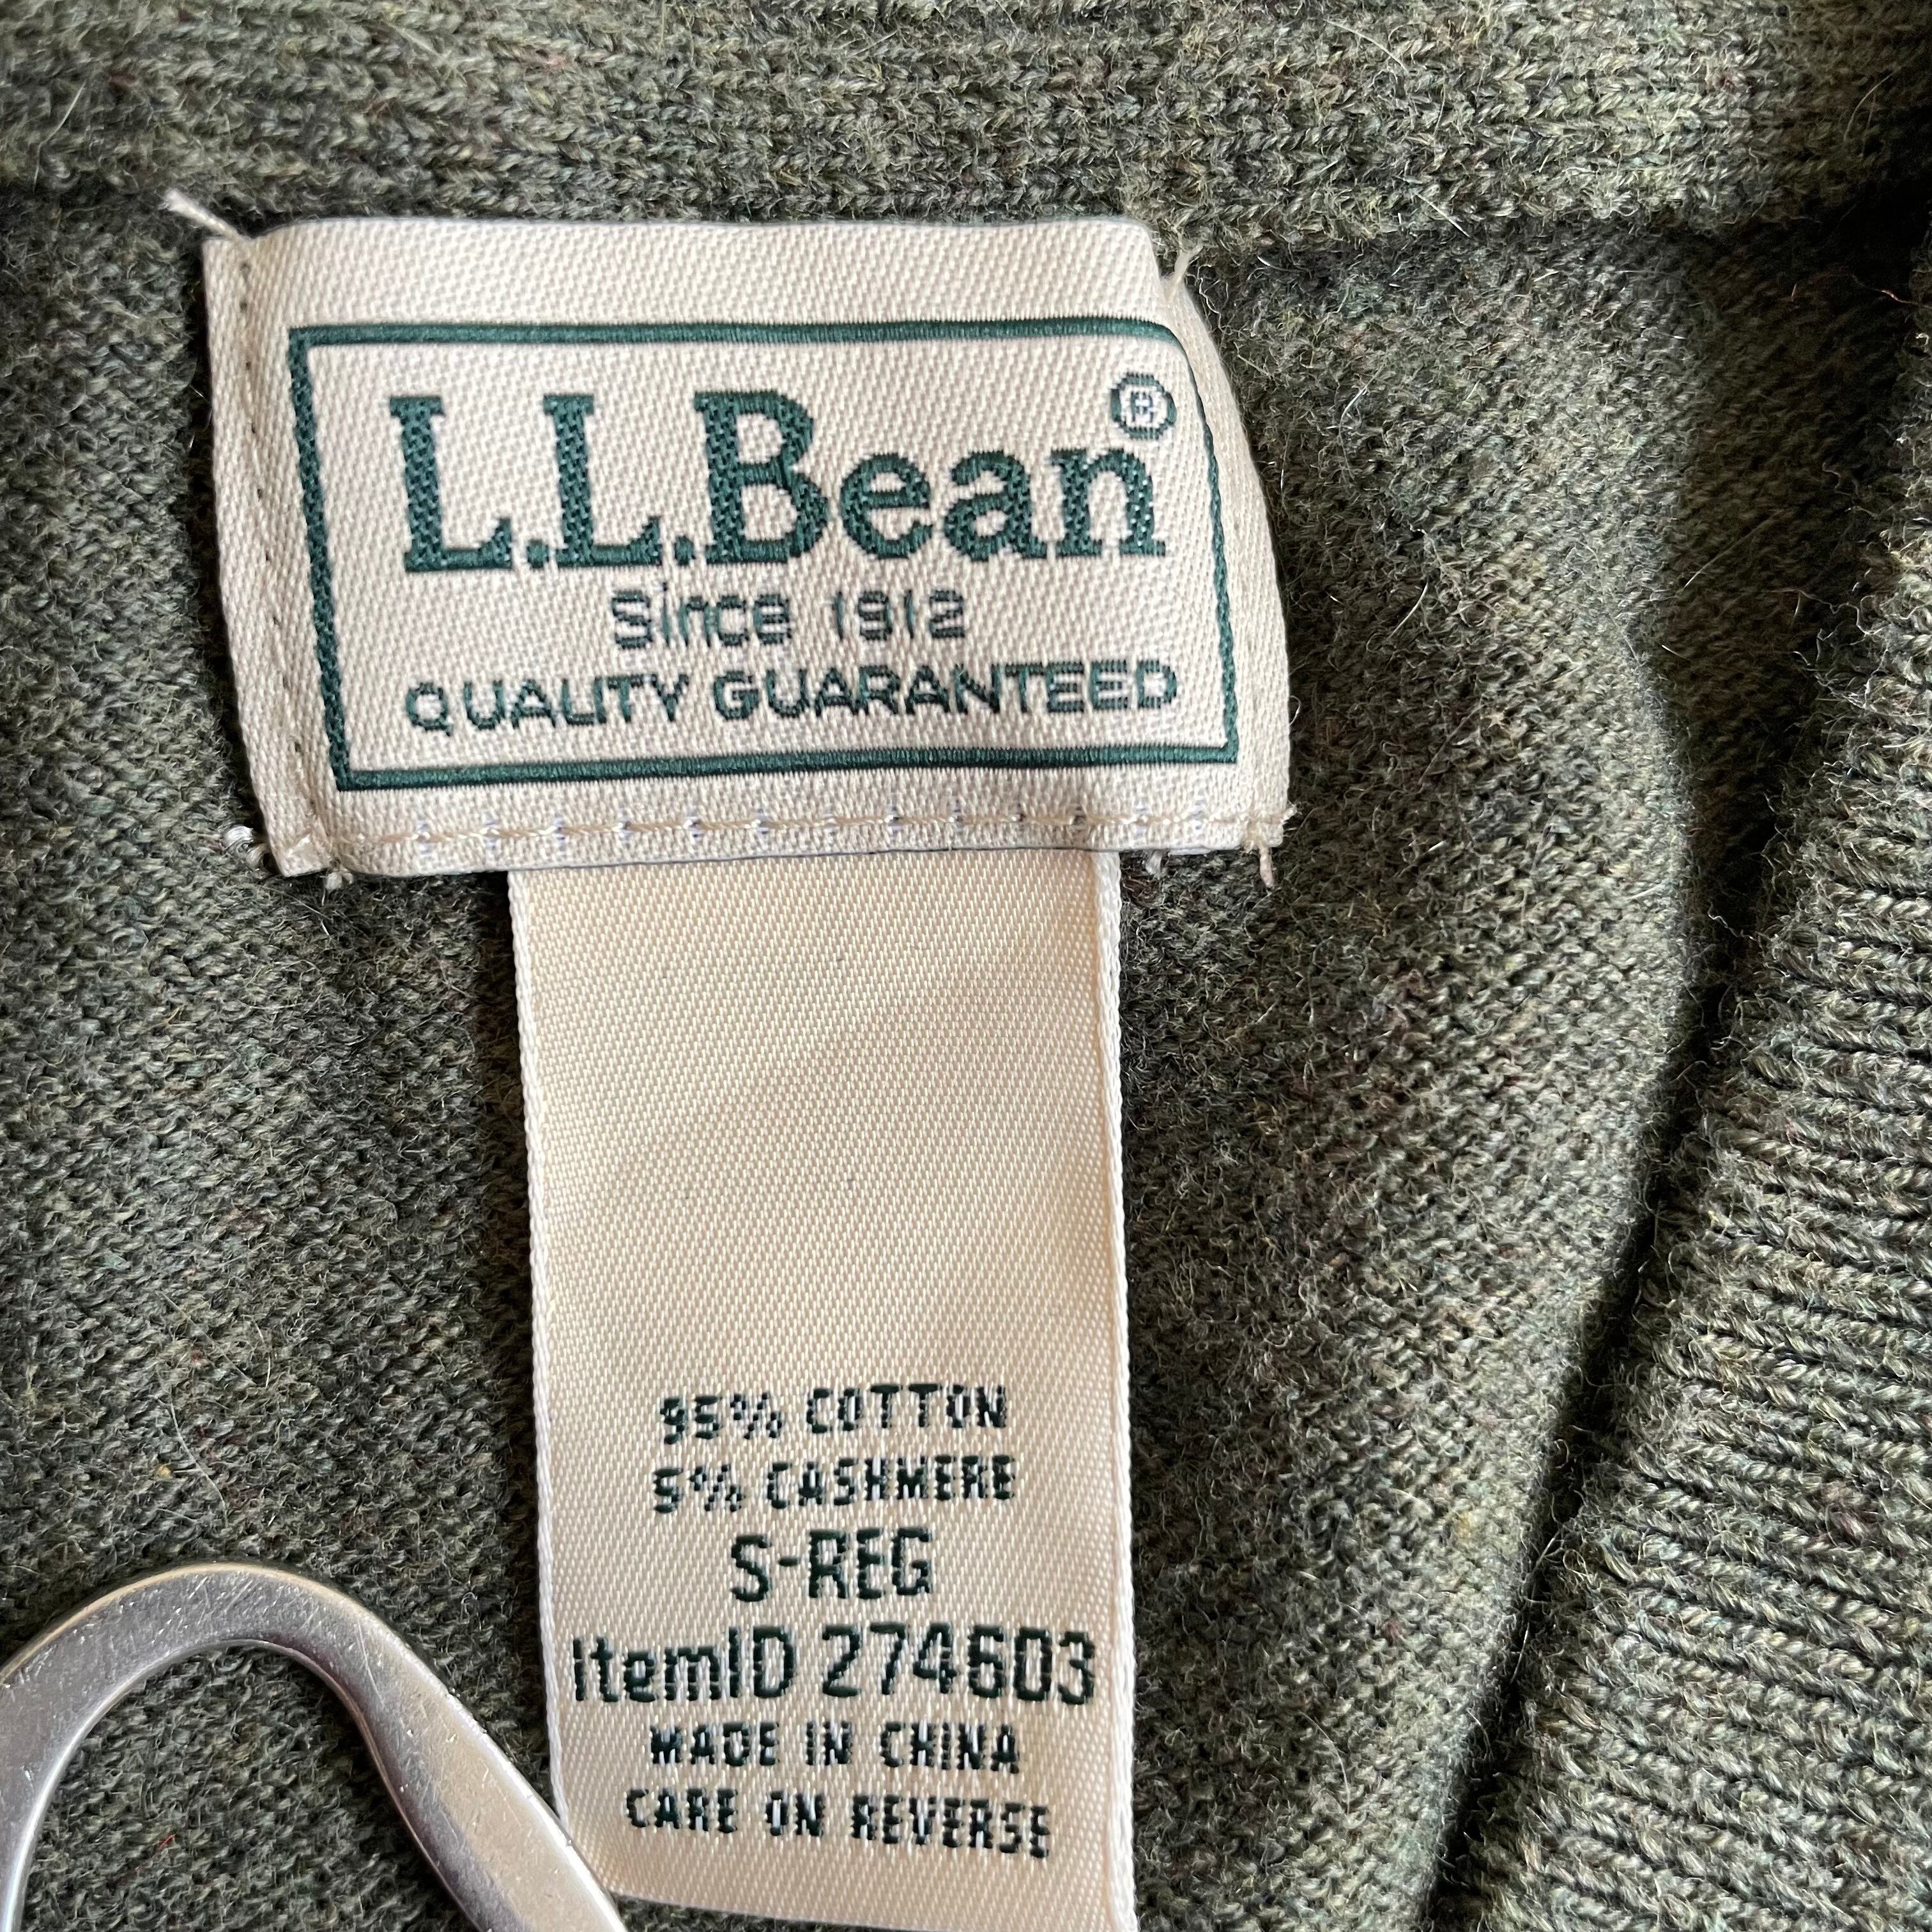 L.L.Bean®
Since 1912
QUALITY GUARANTEED
95% COTTON
5% CASHMERE
S-REG
ItemID 274603
MADE IN CHINA
CARE ON REVERSE